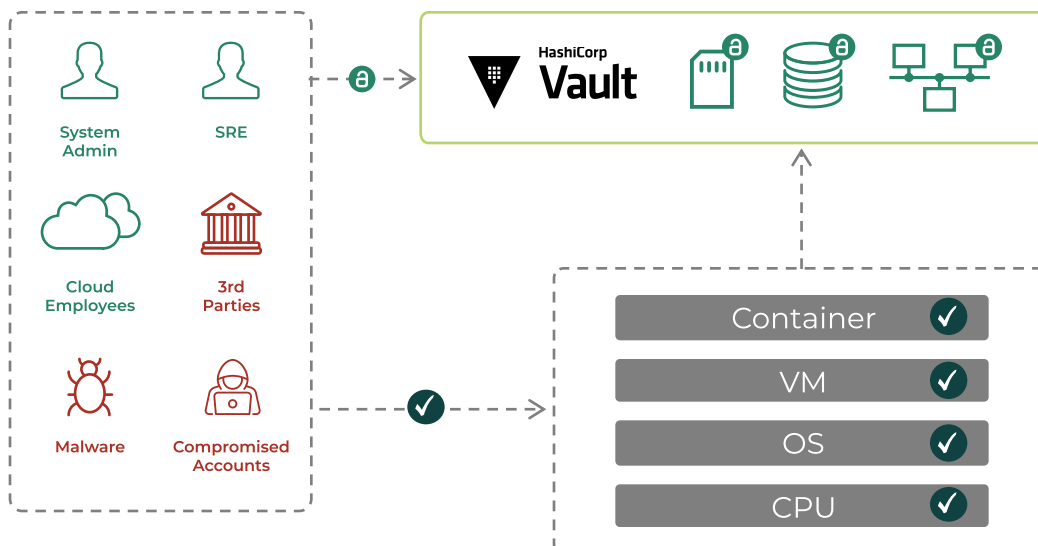 HashiCorp
Vault
System
Admin
SRE
Cloud
Employees
3rd
Parties
Malware
Compromised
Accounts
Container
VM
OS
CPU